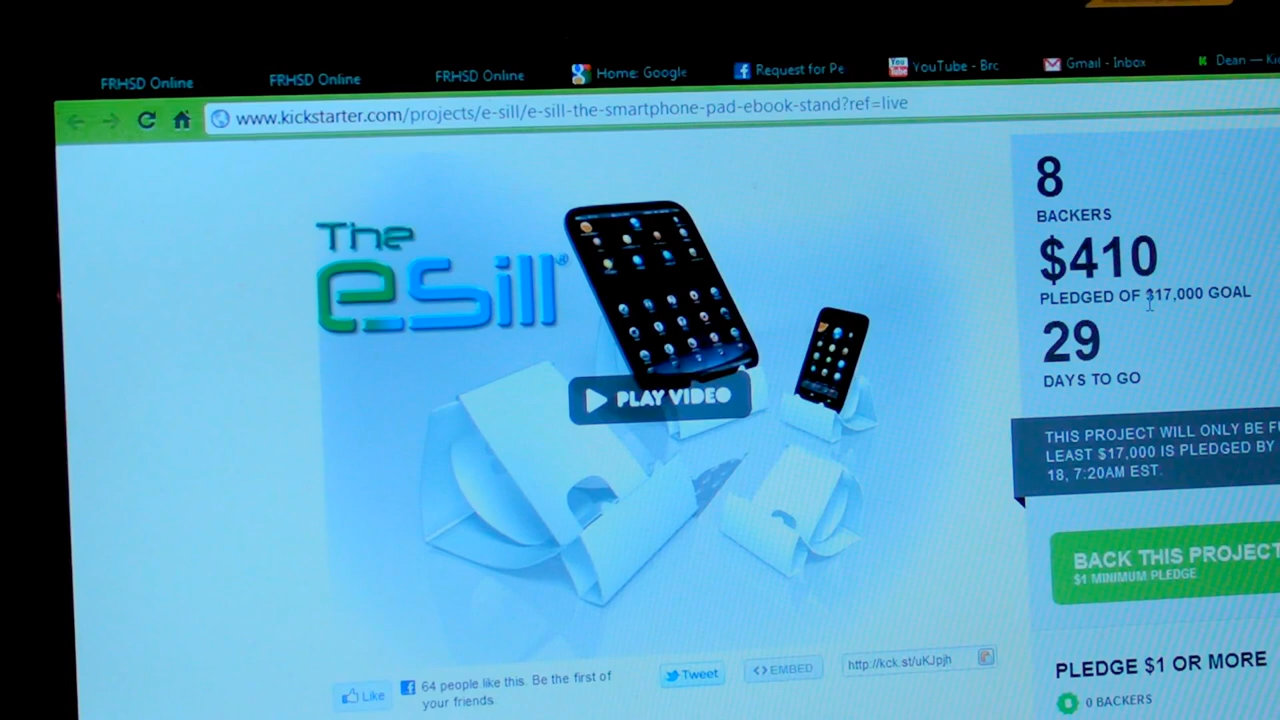 FRHSD Online
FRHSD Online
FRHSD Online
Home: Google
Request for Pe
YouTube - Brc
Gmail - Inbox
Dean — Kic
www.kickstarter.com/projects/e-sill/e-sill-the-smartphone-pad-ebook-stand?ref=live
The
eSill®
PLAY VIDEO
8
BACKERS
$410
PLEDGED OF $17,000 GOAL
29
DAYS TO GO
THIS PROJECT WILL ONLY BE F
LEAST $17,000 IS PLEDGED BY
18, 7:20AM EST.
BACK THIS PROJECT
$1 MINIMUM PLEDGE
PLEDGE $1 OR MORE
0 BACKERS
Like
64 people like this. Be the first of
your friends.
Tweet
<> EMBED
http://kck.st/uKJpjh